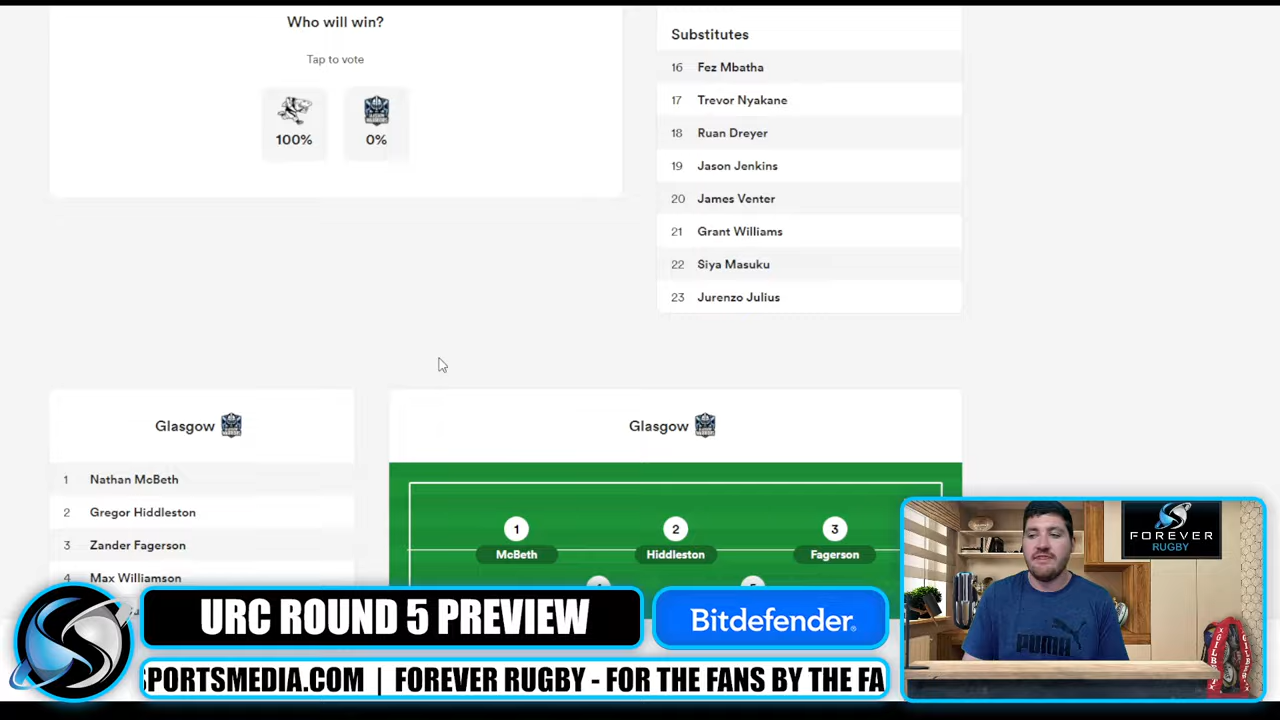 Who will win?
Tap to vote
100%
0%
Substitutes
16 Fez Mbatha
17 Trevor Nyakane
18 Ruan Dreyer
19 Jason Jenkins
20 James Venter
21 Grant Williams
22 Siya Masuku
23 Jurenzo Julius
Glasgow
1 Nathan McBeth
2 Gregor Hiddleston
3 Zander Fagerson
4 Max Williamson
Glasgow
1 2 3
McBeth Hiddleston Fagerson
FOREVER
RUGBY
PUMA
GILBERT
URC ROUND 5 PREVIEW
Bitdefender
SPORTSMEDIA.COM | FOREVER RUGBY - FOR THE FANS BY THE FA